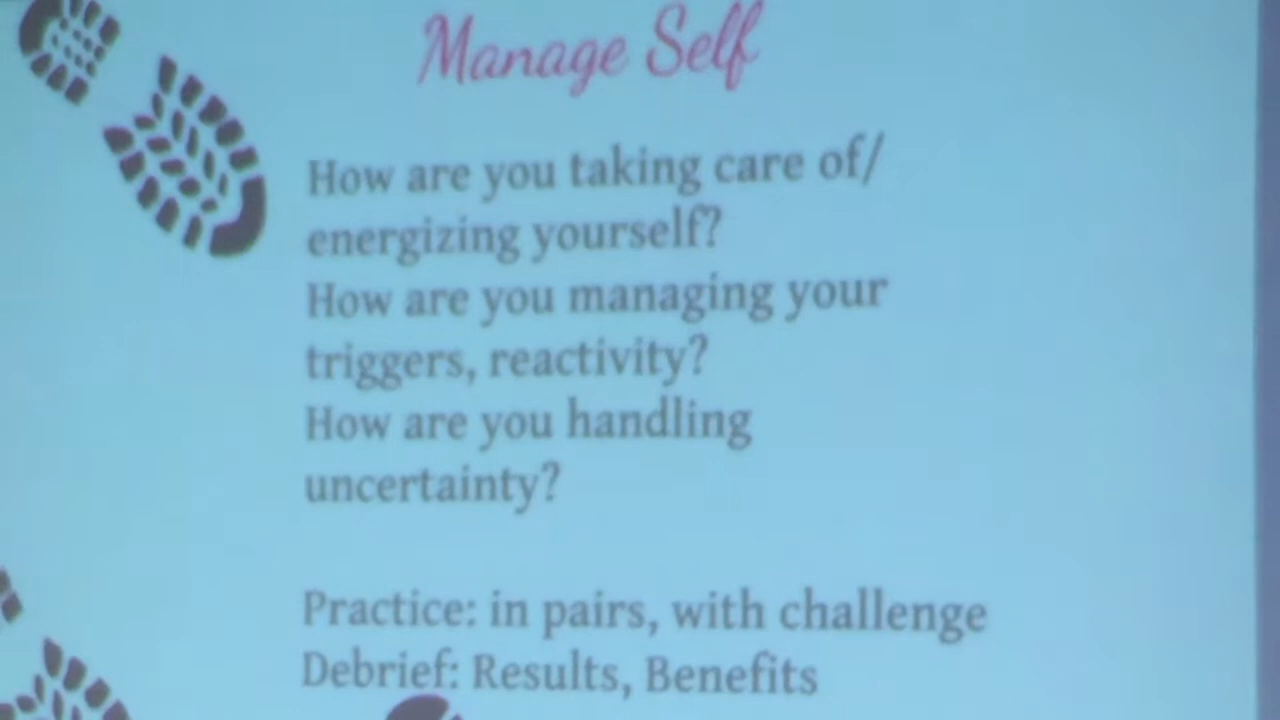 Manage Self
How are you taking care of/
energizing yourself?
How are you managing your
triggers, reactivity?
How are you handling
uncertainty?
Practice: in pairs, with challenge
Debrief: Results, Benefits